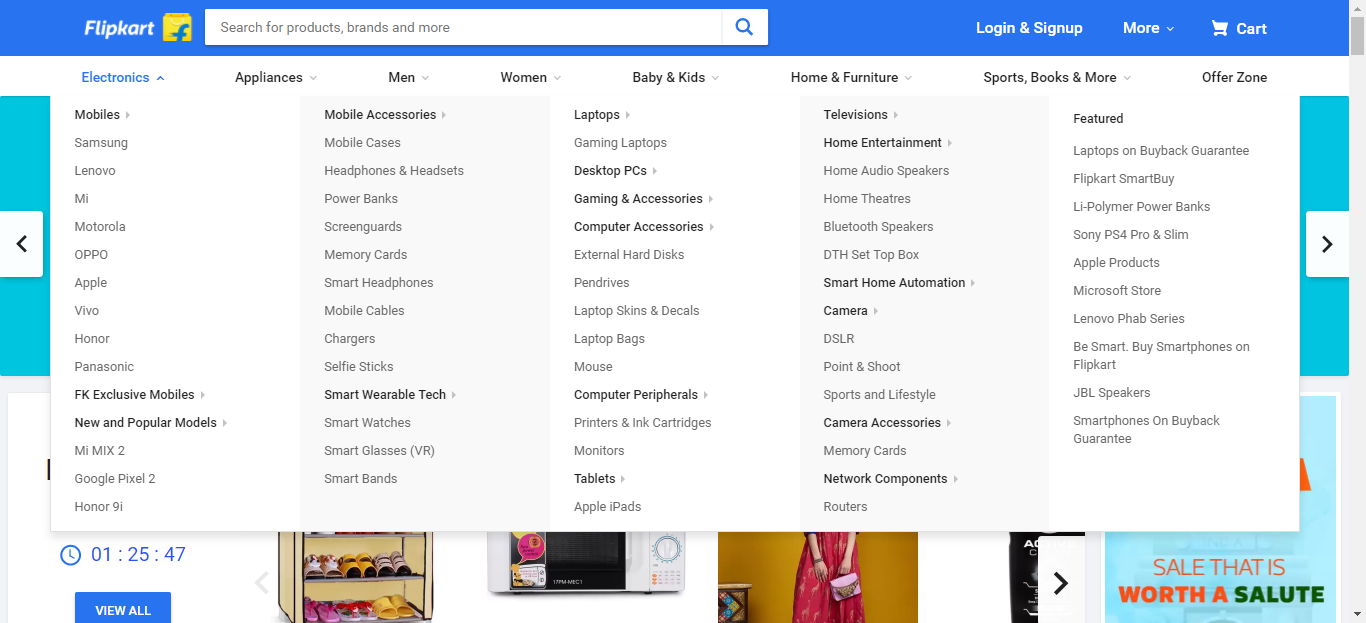 Flipkart
Search for products, brands and more
Login & Signup
More
Cart
Electronics
Appliances
Men
Women
Baby & Kids
Home & Furniture
Sports, Books & More
Offer Zone
Mobiles
Samsung
Lenovo
Mi
Motorola
OPPO
Apple
Vivo
Honor
Panasonic
FK Exclusive Mobiles
New and Popular Models
Mi MIX 2
Google Pixel 2
Honor 9i
Mobile Accessories
Mobile Cases
Headphones & Headsets
Power Banks
Screenguards
Memory Cards
Smart Headphones
Mobile Cables
Chargers
Selfie Sticks
Smart Wearable Tech
Smart Watches
Smart Glasses (VR)
Smart Bands
Laptops
Gaming Laptops
Desktop PCs
Gaming & Accessories
Computer Accessories
External Hard Disks
Pendrives
Laptop Skins & Decals
Laptop Bags
Mouse
Computer Peripherals
Printers & Ink Cartridges
Monitors
Tablets
Apple iPads
Televisions
Home Entertainment
Home Audio Speakers
Home Theatres
Bluetooth Speakers
DTH Set Top Box
Smart Home Automation
Camera
DSLR
Point & Shoot
Sports and Lifestyle
Camera Accessories
Memory Cards
Network Components
Routers
Featured
Laptops on Buyback Guarantee
Flipkart SmartBuy
Li-Polymer Power Banks
Sony PS4 Pro & Slim
Apple Products
Microsoft Store
Lenovo Phab Series
Be Smart. Buy Smartphones on
Flipkart
JBL Speakers
Smartphones On Buyback
Guarantee
01 : 25 : 47
VIEW ALL
17PM-MEC1
SALE THAT IS
WORTH A SALUTE